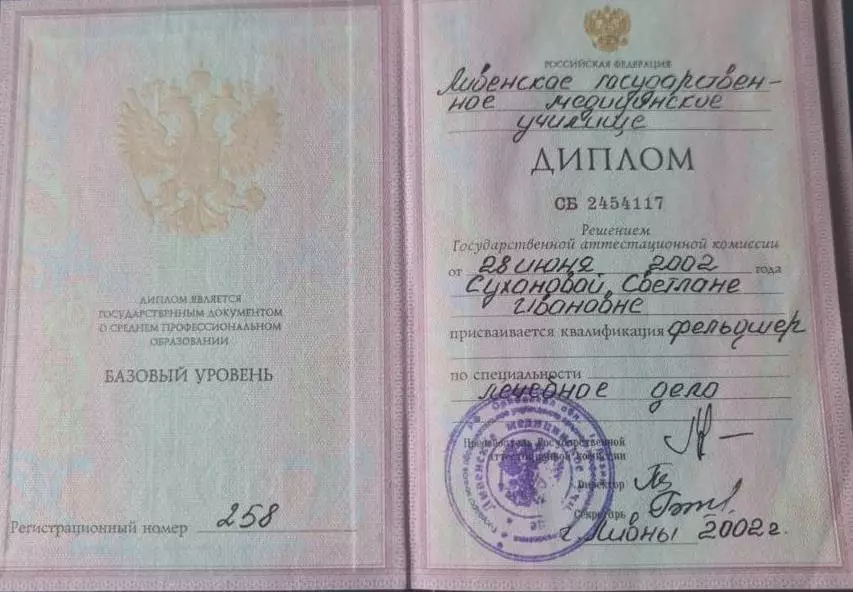 ДИПЛОМ ЯВЛЯЕТСЯ
ГОСУДАРСТВЕННЫМ ДОКУМЕНТОМ
О СРЕДНЕМ ПРОФЕССИОНАЛЬНОМ
ОБРАЗОВАНИИ
БАЗОВЫЙ УРОВЕНЬ
Регистрационный номер 258
РОССИЙСКАЯ ФЕДЕРАЦИЯ
Ливенское государствен-
ное медицинское
училище
ДИПЛОМ
СБ 2454117
Решением
Государственной аттестационной комиссии
от 28 июня 2002 года
Сухановой Светлане
Ивановне
присваивается квалификация фельдшер
по специальности
лечебное дело
Председатель Государственной
аттестационной комиссии
Директор
Секретарь
г. Ливны 2002 г.